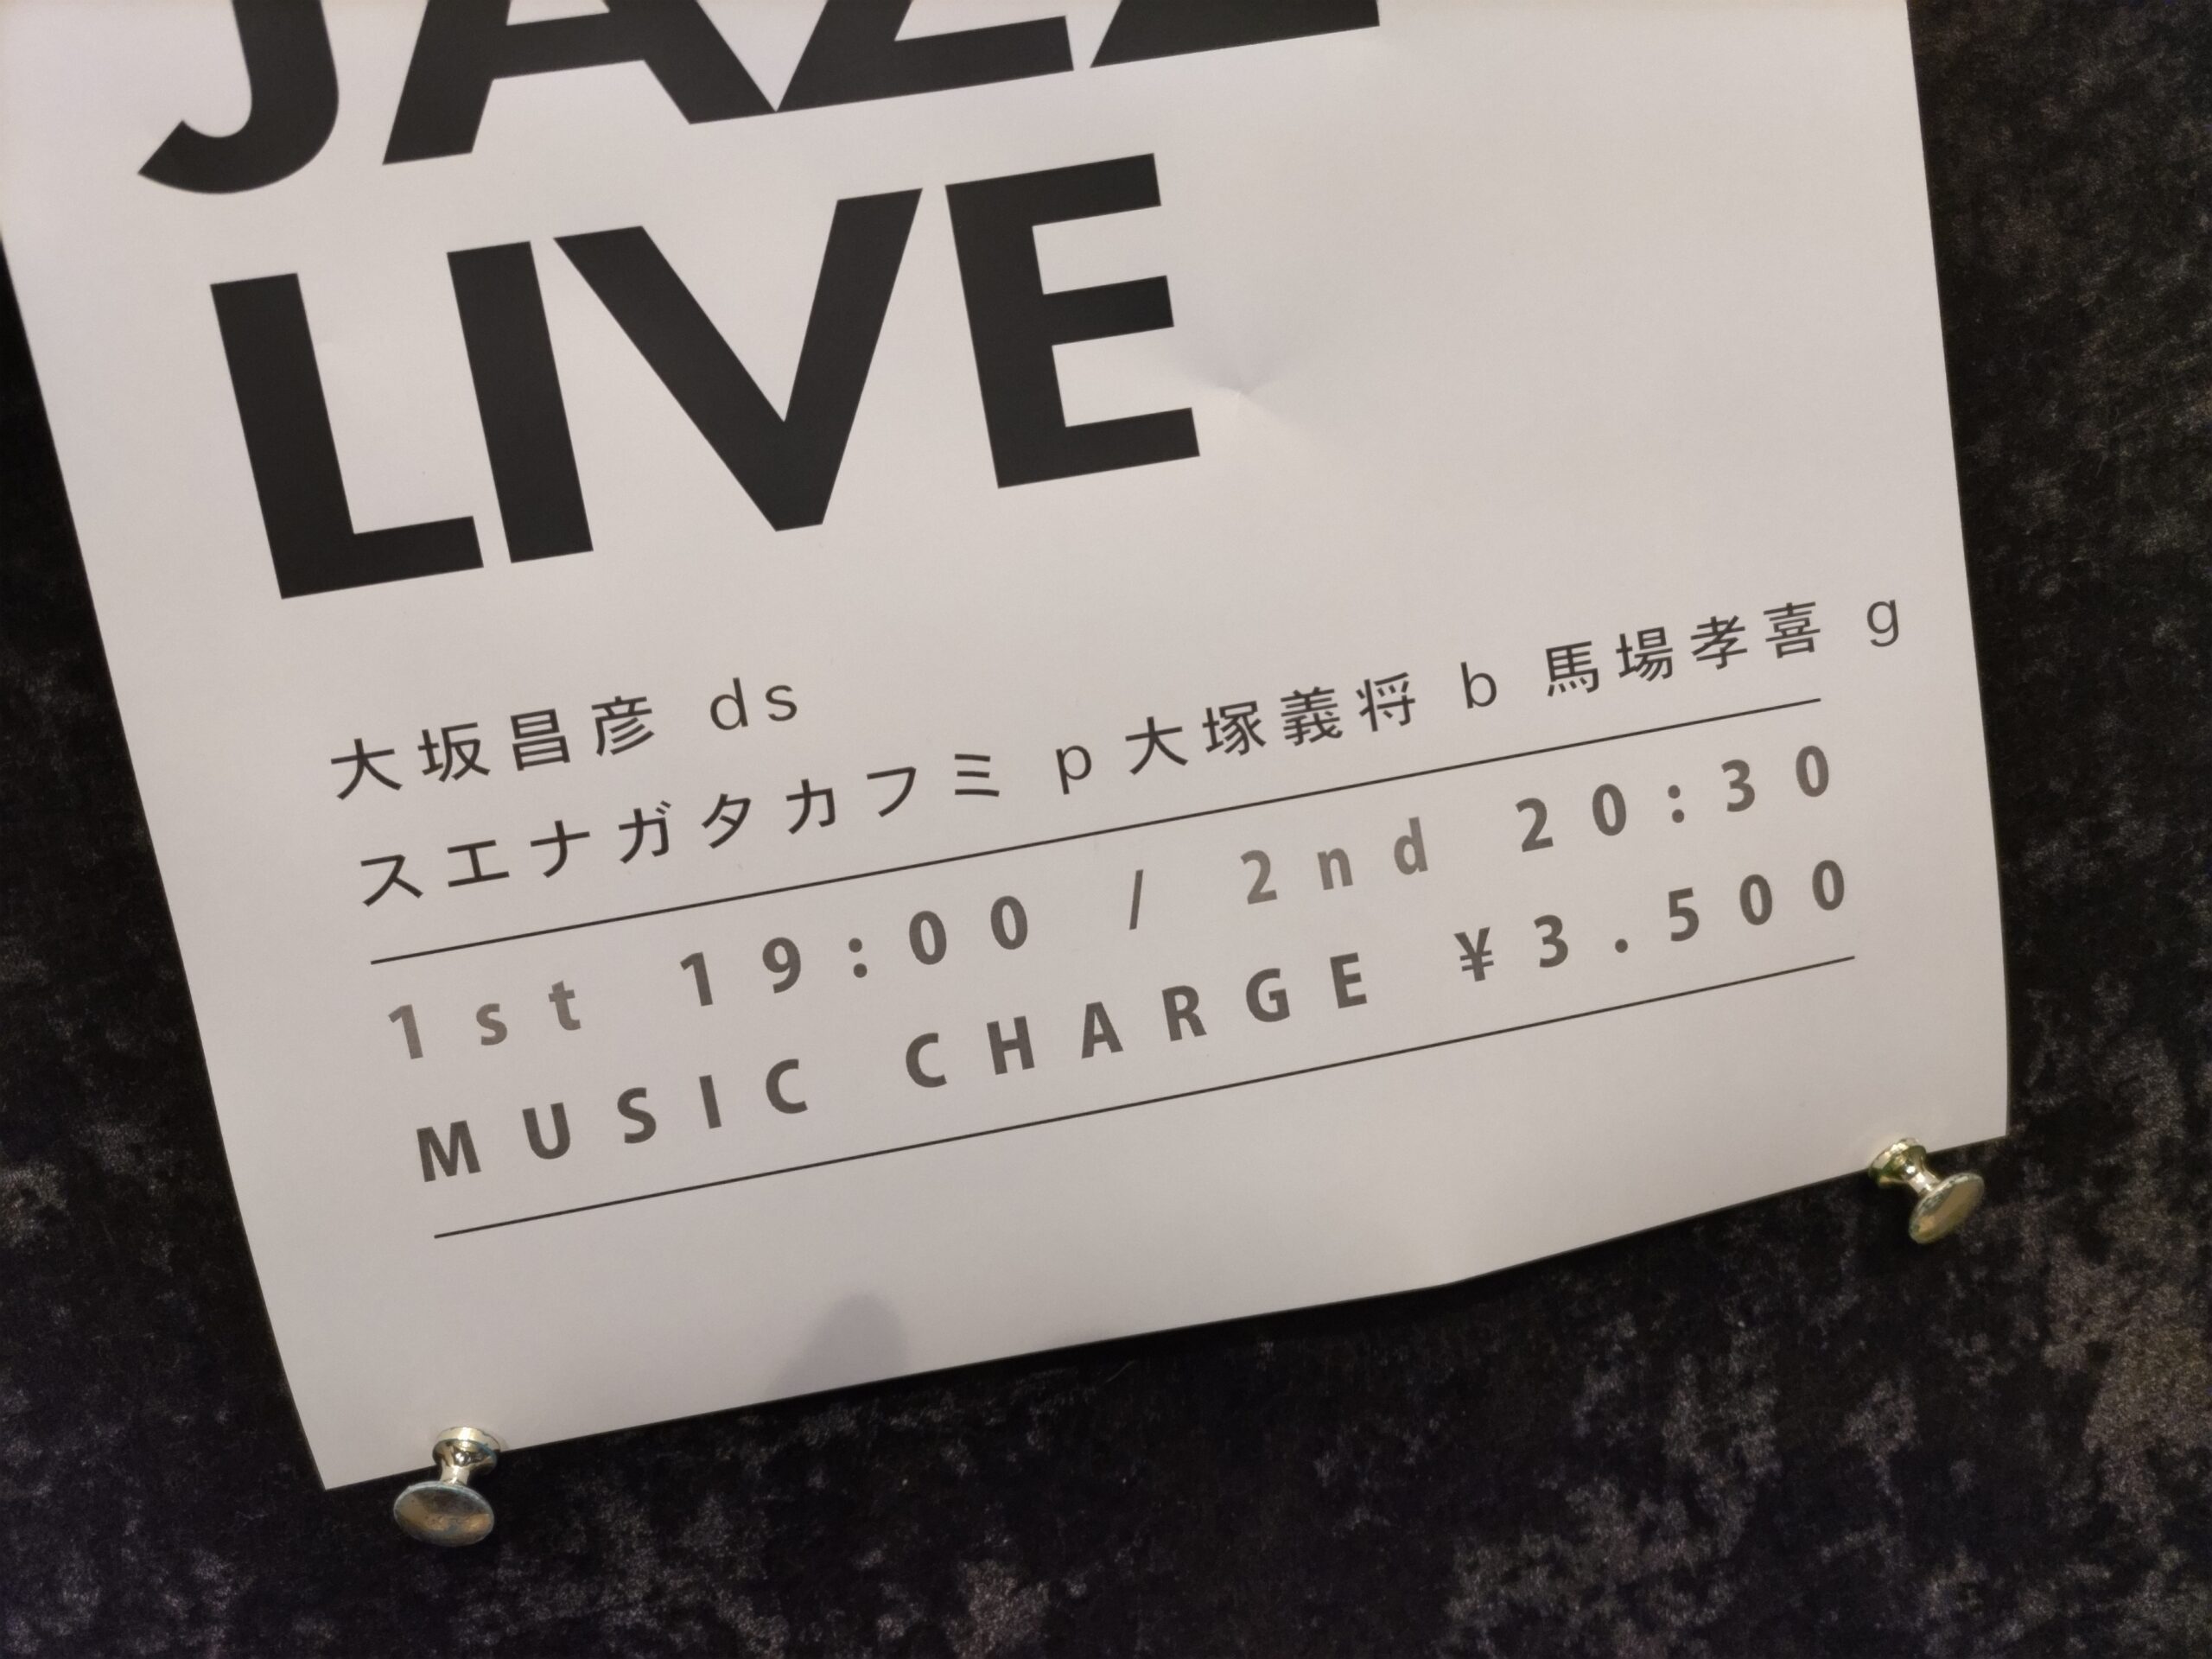 JAZZ
LIVE
大坂昌彦 ds
スエナガタカフミ p 大塚義将 b 馬場孝喜 g
1st 19:00 / 2nd 20:30
MUSIC CHARGE ¥3.500